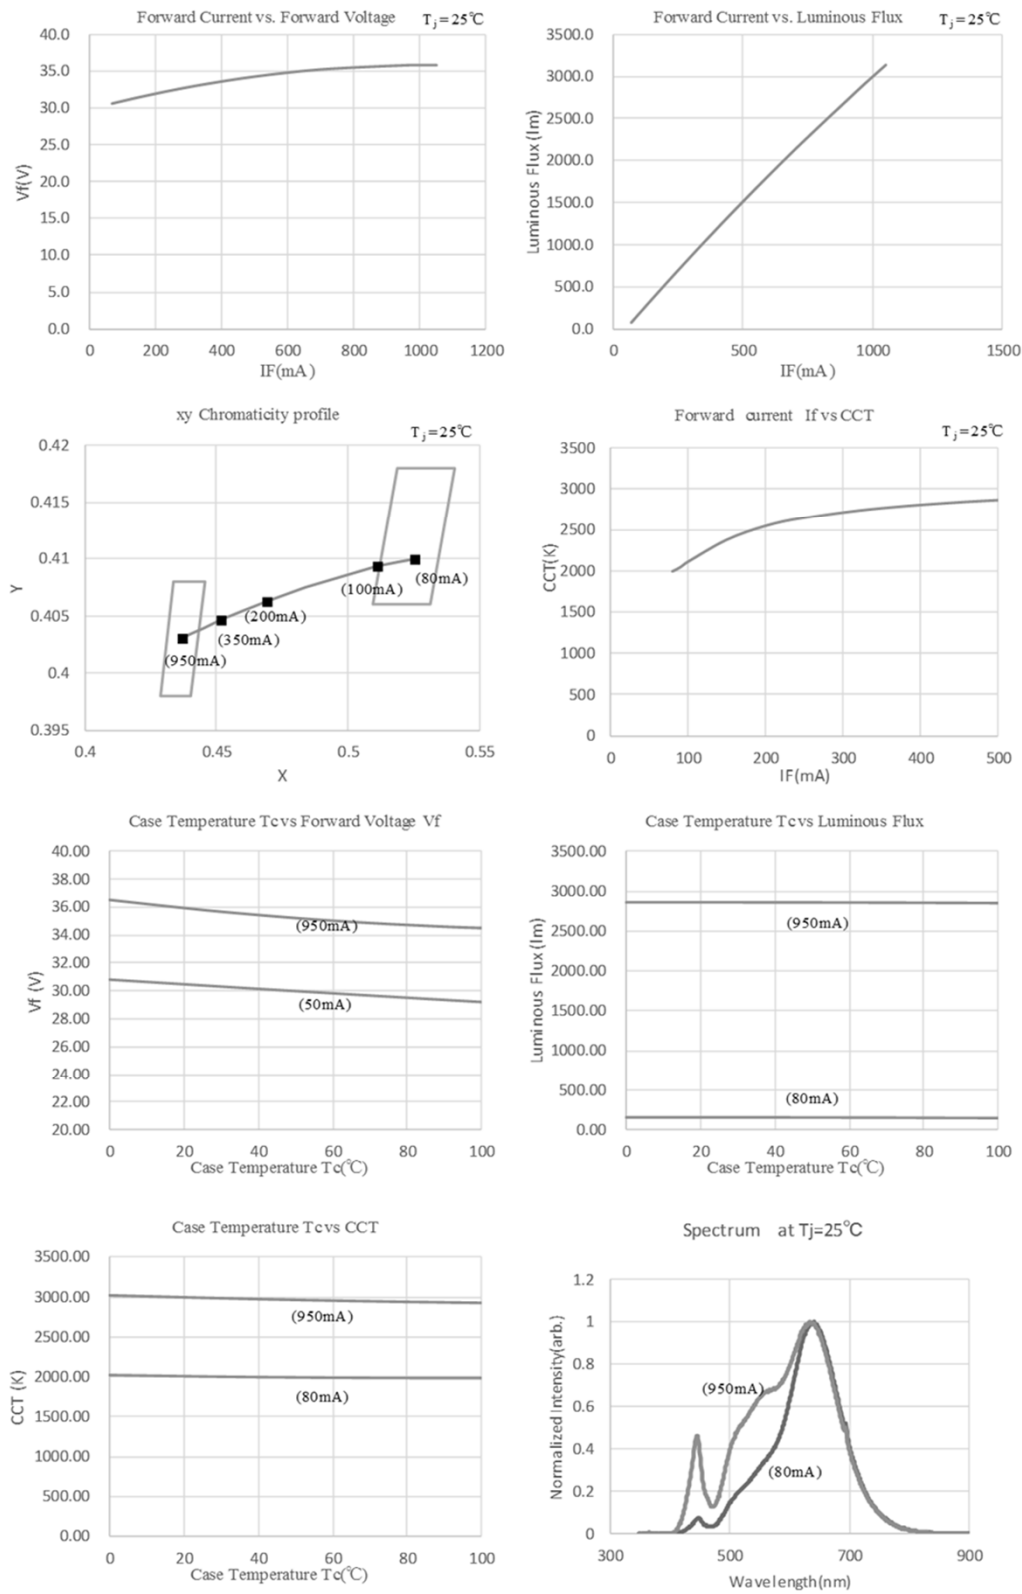 Forward Current vs. Forward Voltage
Tj=25℃
40.0
35.0
30.0
25.0
20.0
15.0
10.0
5.0
0.0
Vf(V)
0 200 400 600 800 1000 1200
IF(mA)
Forward Current vs. Luminous Flux
Tj=25℃
3500.0
3000.0
2500.0
2000.0
1500.0
1000.0
500.0
0.0
Luminous Flux(lm)
0 500 1000 1500
IF(mA)
xy Chromaticity profile
Tj=25℃
0.42
0.415
0.41
0.405
0.4
0.395
Y
(100mA)
(80mA)
(200mA)
(350mA)
(950mA)
0.4 0.45 0.5 0.55
X
Forward current If vs CCT
Tj=25℃
3500
3000
2500
2000
1500
1000
500
0
CCT(K)
0 100 200 300 400 500
IF(mA)
Case Temperature Tc vs Forward Voltage Vf
40.00
38.00
36.00
34.00
32.00
30.00
28.00
26.00
24.00
22.00
20.00
Vf (V)
(950mA)
(50mA)
0 20 40 60 80 100
Case Temperature Tc(℃)
Case Temperature Tc vs Luminous Flux
3500.00
3000.00
2500.00
2000.00
1500.00
1000.00
500.00
0.00
Luminous Flux (lm)
(950mA)
(80mA)
0 20 40 60 80 100
Case Temperature Tc(℃)
Case Temperature Tc vs CCT
3500.00
3000.00
2500.00
2000.00
1500.00
1000.00
500.00
0.00
CCT (K)
(950mA)
(80mA)
0 20 40 60 80 100
Case Temperature Tc(℃)
Spectrum at Tj=25℃
1.2
1
0.8
0.6
0.4
0.2
0
Normalized Intensity(arb.)
(950mA)
(80mA)
300 500 700 900
Wavelength(nm)